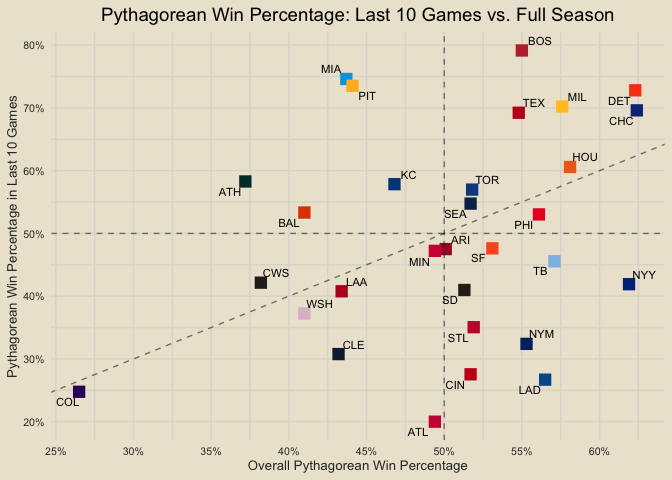 Pythagorean Win Percentage: Last 10 Games vs. Full Season
80%
BOS
MIA
PIT
70%
TEX
MIL
DET
CHC
HOU
60%
ATH
KC
TOR
BAL
SEA
PHI
50%
MIN
ARI
SF
TB
NYY
CWS
LAA
40%
WSH
SD
STL
NYM
CLE
30%
CIN
LAD
COL
ATL
20%
Pythagorean Win Percentage in Last 10 Games
25%
30%
35%
40%
45%
50%
55%
60%
Overall Pythagorean Win Percentage